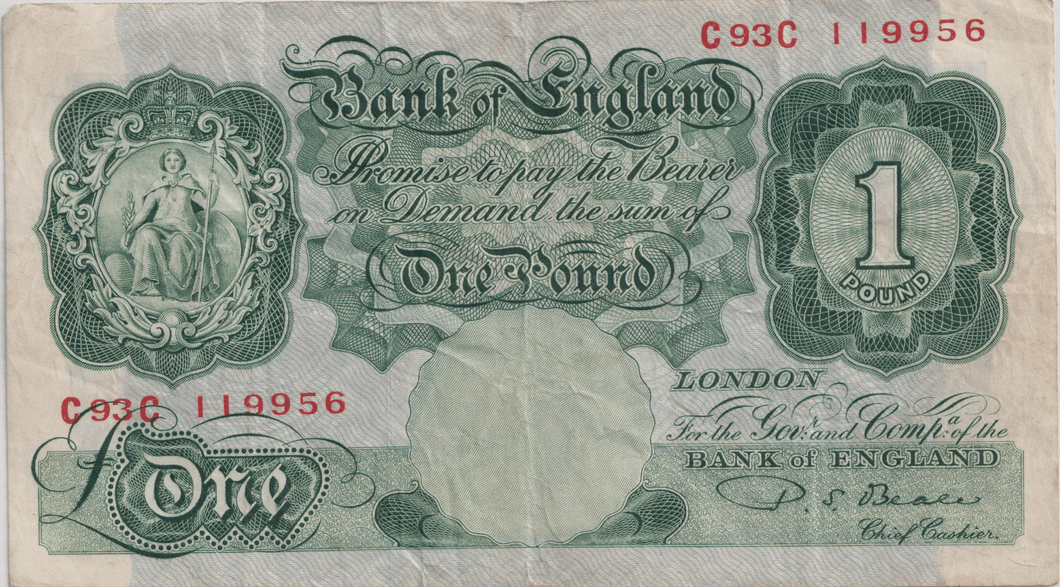 C93C 119956
Bank of England
I Promise to pay the Bearer
on Demand the sum of
One Pound
1
POUND
C93C 119956
£One
LONDON
For the Govr. and Compa. of the
BANK of ENGLAND
P. S. Beale
Chief Cashier.